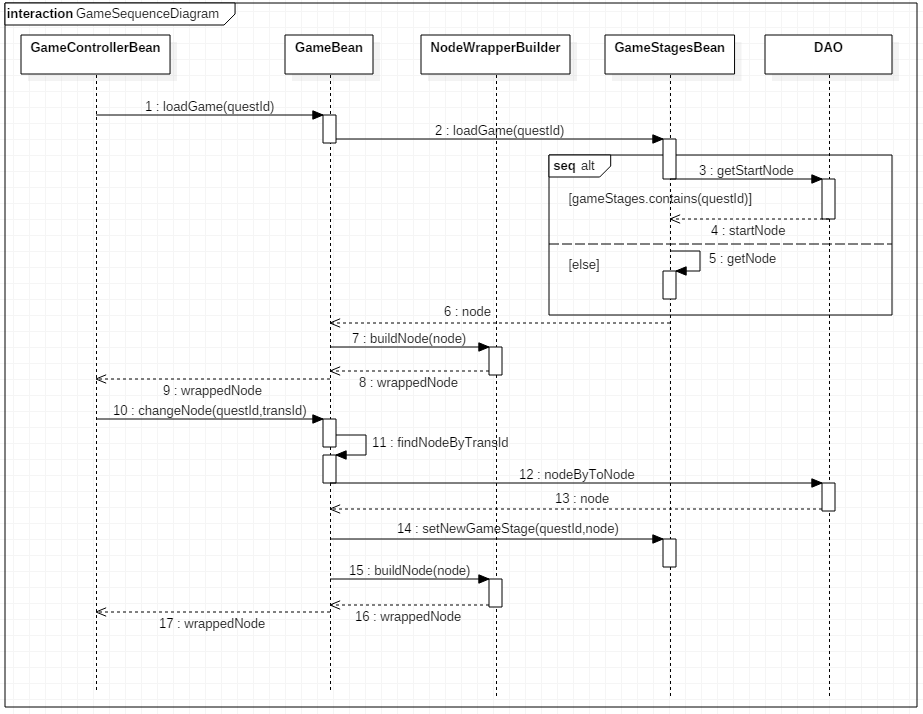 interaction GameSequenceDiagram
GameControllerBean
GameBean
NodeWrapperBuilder
GameStagesBean
DAO
1 : loadGame(questId)
2 : loadGame(questId)
seq alt
3 : getStartNode
[gameStages.contains(questId)]
4 : startNode
5 : getNode
[else]
6 : node
7 : buildNode(node)
8 : wrappedNode
9 : wrappedNode
10 : changeNode(questId,transId)
11 : findNodeByTransId
12 : nodeByToNode
13 : node
14 : setNewGameStage(questId,node)
15 : buildNode(node)
16 : wrappedNode
17 : wrappedNode